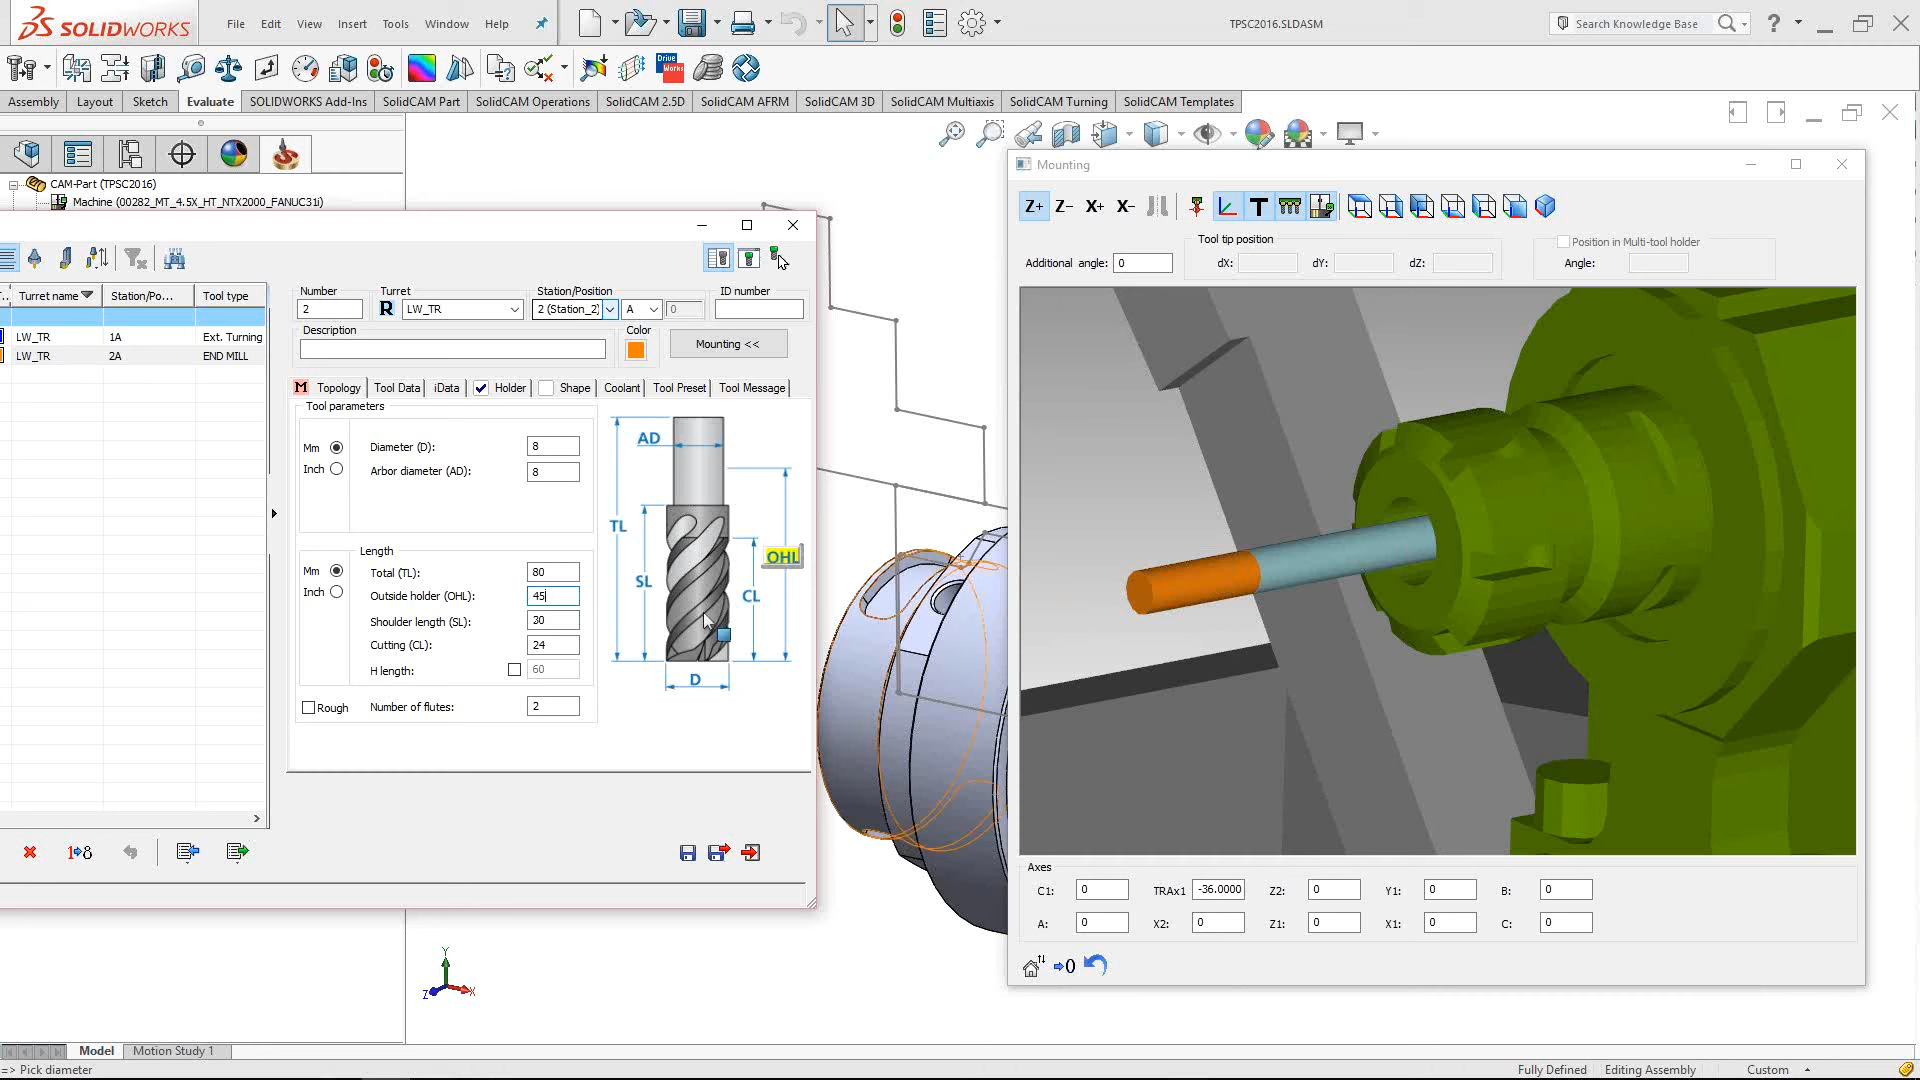 SOLIDWORKS
File Edit View Insert Tools Window Help
TPSC2016.SLDASM
Search Knowledge Base
?
Drive Works
Assembly Layout Sketch Evaluate SOLIDWORKS Add-Ins SolidCAM Part SolidCAM Operations SolidCAM 2.5D SolidCAM AFRM SolidCAM 3D SolidCAM Multiaxis SolidCAM Turning SolidCAM Templates
CAM-Part (TPSC2016)
Machine (00282_MT_4.5X_HT_NTX2000_FANUC31i)
Turret name Station/Po... Tool type
LW_TR 1A Ext. Turning
LW_TR 2A END MILL
Number Turret Station/Position ID number
2 R LW_TR 2 (Station_2) A 0
Description Color
Mounting <<
M Topology Tool Data iData Holder Shape Coolant Tool Preset Tool Message
Tool parameters
Mm Diameter (D): 8
Inch Arbor diameter (AD): 8
Length
Mm Total (TL): 80
Inch Outside holder (OHL): 45
Shoulder length (SL): 30
Cutting (CL): 24
H length: 60
Rough Number of flutes: 2
AD
TL
OHL
SL
CL
D
Mounting
Z+ Z- X+ X- T
Additional angle: 0
Tool tip position
dX: dY: dZ:
Position in Multi-tool holder
Angle:
Axes
C1: 0 TRAx1 -36.0000 Z2: 0 Y1: 0 B: 0
A: 0 X2: 0 Z1: 0 X1: 0 C: 0
0
1 8
Y
Z X
Model Motion Study 1
=> Pick diameter
Fully Defined Editing Assembly Custom